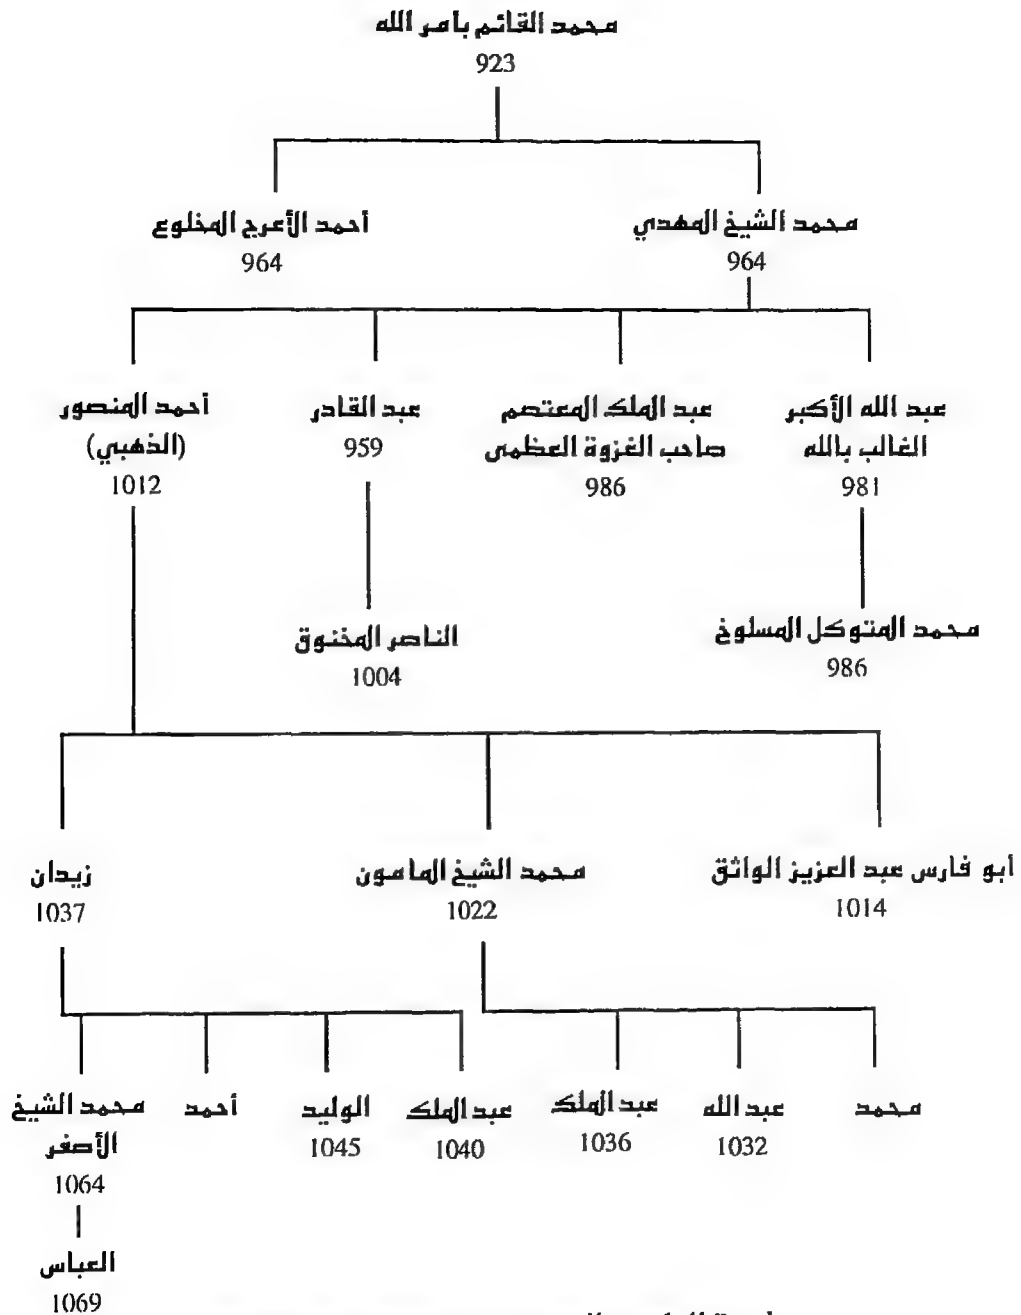 محمد القائم بأمر الله
923
محمد الشيخ المهدي
964
أحمد الأعرج المخلوع
964
عبد الله الأكبر
الغالب بالله
981
عبد الملك المعتصم
صاحب الغزوة العظمى
986
عبد القادر
959
أحمد المنصور
(الذهبي)
1012
محمد المتوكل المسلوخ
986
الناصر المخنوق
1004
أبو فارس عبد العزيز الواثق
1014
محمد الشيخ المامون
1022
زيدان
1037
محمد
عبد الله
1032
عبد الملك
1036
عبد الملك
1040
الوليد
1045
أحمد
محمد الشيخ
الأصغر
1064
العباس
1069